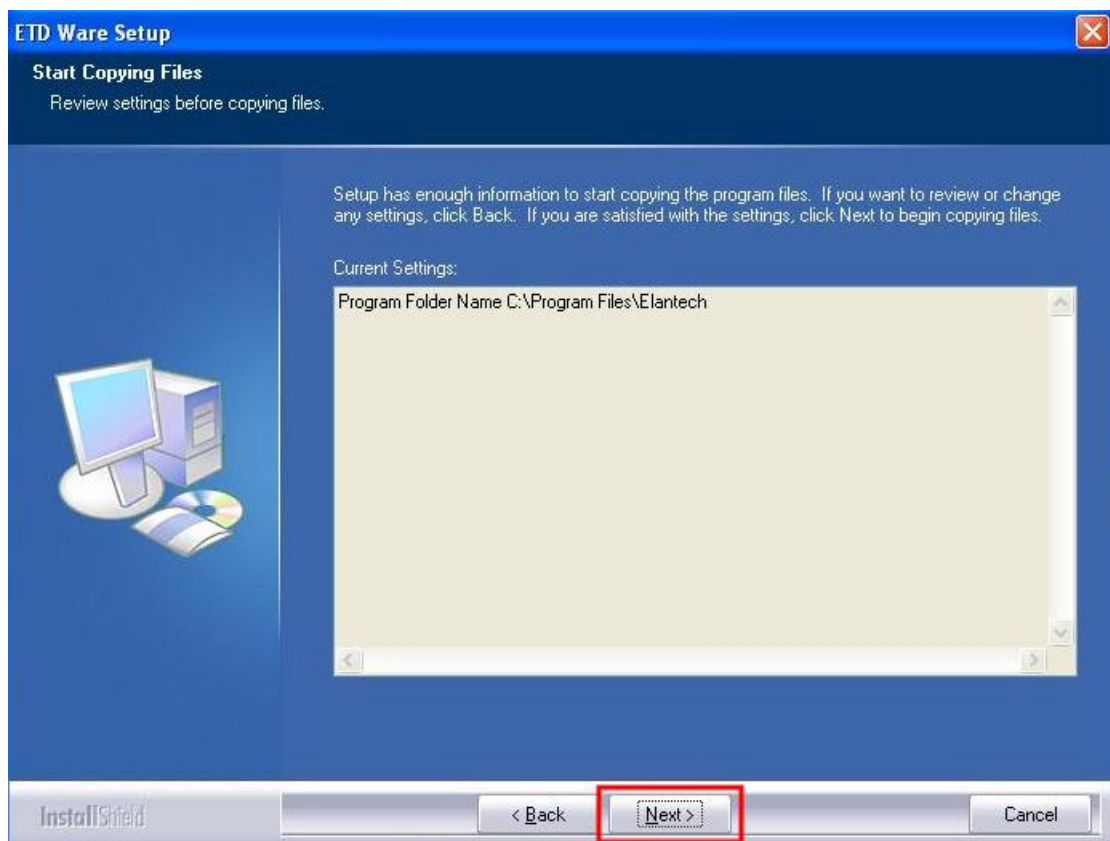 ETD Ware Setup
Start Copying Files
Review settings before copying files.
Setup has enough information to start copying the program files. If you want to review or change
any settings, click Back. If you are satisfied with the settings, click Next to begin copying files.
Current Settings:
Program Folder Name C:\Program Files\Elantech
InstallShield
< Back
Next >
Cancel